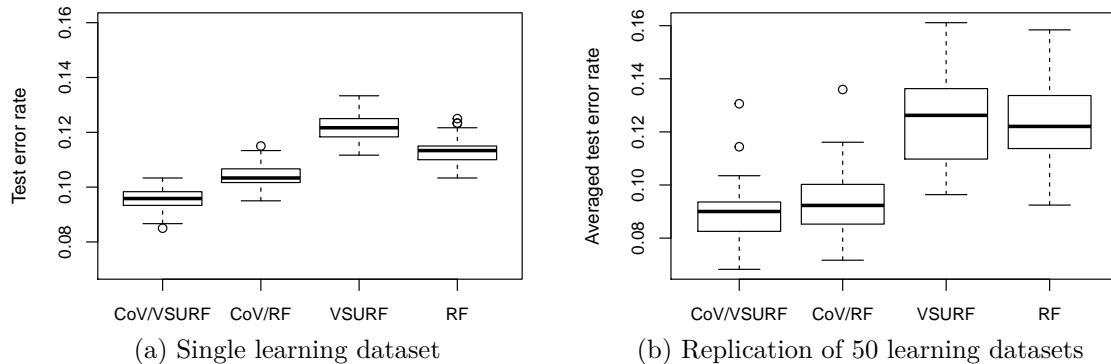 Test error rate
0.16
0.14
0.12
0.10
0.08
CoV/VSURF CoV/RF VSURF RF
(a) Single learning dataset
Averaged test error rate
0.16
0.14
0.12
0.10
0.08
CoV/VSURF CoV/RF VSURF RF
(b) Replication of 50 learning datasets